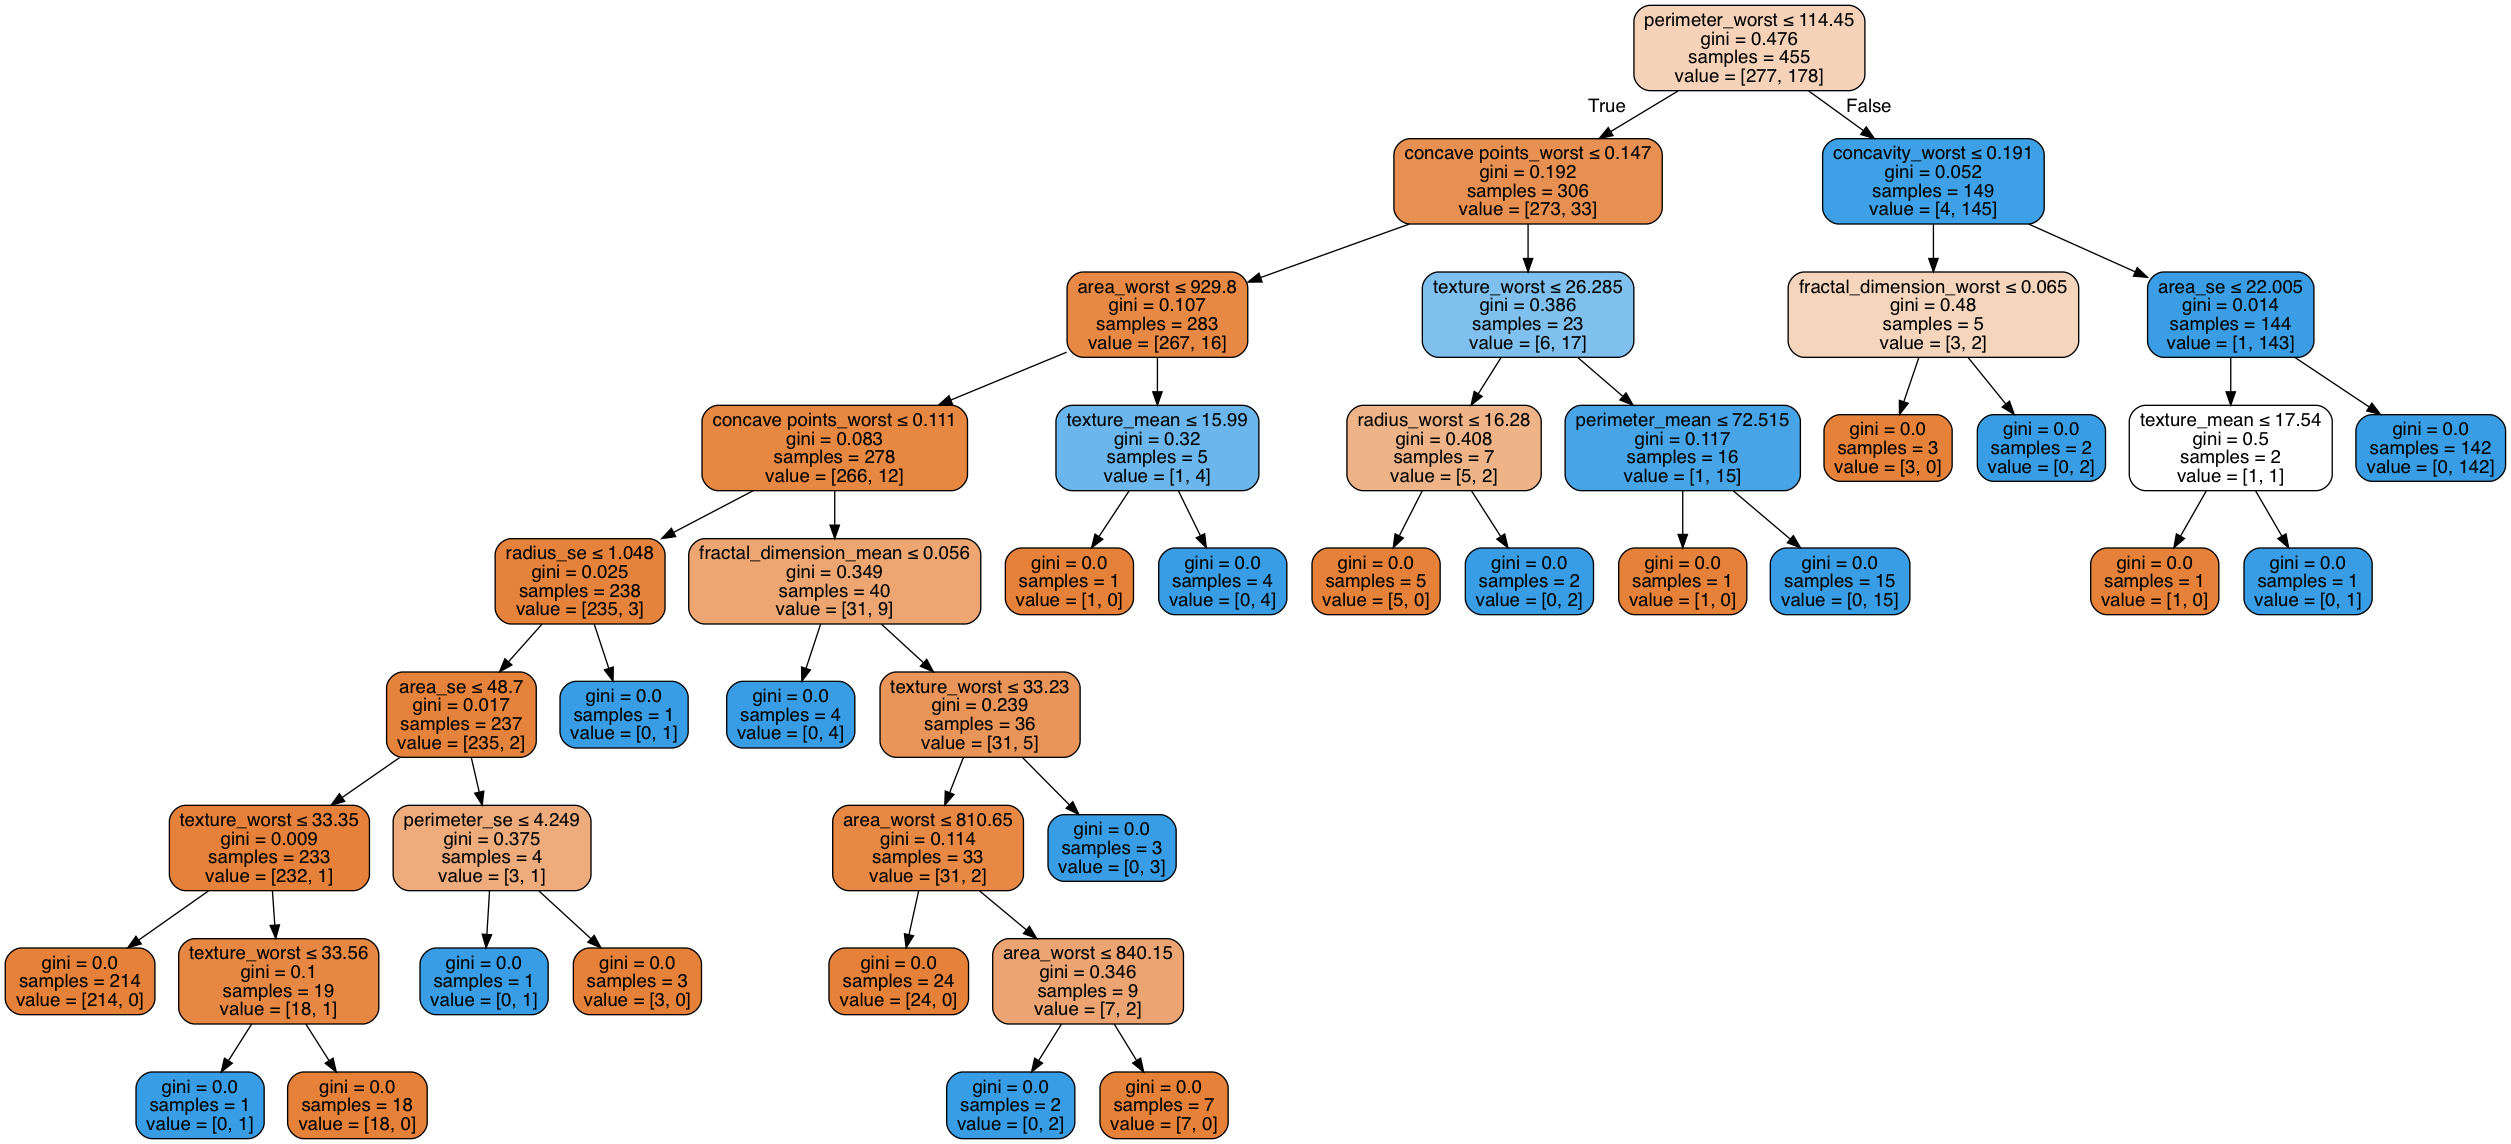 perimeter_worst ≤ 114.45
gini = 0.476
samples = 455
value = [277, 178]
True
False
concave points_worst ≤ 0.147
gini = 0.192
samples = 306
value = [273, 33]
concavity_worst ≤ 0.191
gini = 0.052
samples = 149
value = [4, 145]
area_worst ≤ 929.8
gini = 0.107
samples = 283
value = [267, 16]
texture_worst ≤ 26.285
gini = 0.386
samples = 23
value = [6, 17]
fractal_dimension_worst ≤ 0.065
gini = 0.48
samples = 5
value = [3, 2]
area_se ≤ 22.005
gini = 0.014
samples = 144
value = [1, 143]
concave points_worst ≤ 0.111
gini = 0.083
samples = 278
value = [266, 12]
texture_mean ≤ 15.99
gini = 0.32
samples = 5
value = [1, 4]
radius_worst ≤ 16.28
gini = 0.408
samples = 7
value = [5, 2]
perimeter_mean ≤ 72.515
gini = 0.117
samples = 16
value = [1, 15]
gini = 0.0
samples = 3
value = [3, 0]
gini = 0.0
samples = 2
value = [0, 2]
texture_mean ≤ 17.54
gini = 0.5
samples = 2
value = [1, 1]
gini = 0.0
samples = 142
value = [0, 142]
radius_se ≤ 1.048
gini = 0.025
samples = 238
value = [235, 3]
fractal_dimension_mean ≤ 0.056
gini = 0.349
samples = 40
value = [31, 9]
gini = 0.0
samples = 1
value = [1, 0]
gini = 0.0
samples = 4
value = [0, 4]
gini = 0.0
samples = 5
value = [5, 0]
gini = 0.0
samples = 2
value = [0, 2]
gini = 0.0
samples = 1
value = [1, 0]
gini = 0.0
samples = 15
value = [0, 15]
gini = 0.0
samples = 1
value = [1, 0]
gini = 0.0
samples = 1
value = [0, 1]
area_se ≤ 48.7
gini = 0.017
samples = 237
value = [235, 2]
gini = 0.0
samples = 1
value = [0, 1]
gini = 0.0
samples = 4
value = [0, 4]
texture_worst ≤ 33.23
gini = 0.239
samples = 36
value = [31, 5]
texture_worst ≤ 33.35
gini = 0.009
samples = 233
value = [232, 1]
perimeter_se ≤ 4.249
gini = 0.375
samples = 4
value = [3, 1]
area_worst ≤ 810.65
gini = 0.114
samples = 33
value = [31, 2]
gini = 0.0
samples = 3
value = [0, 3]
gini = 0.0
samples = 214
value = [214, 0]
texture_worst ≤ 33.56
gini = 0.1
samples = 19
value = [18, 1]
gini = 0.0
samples = 1
value = [0, 1]
gini = 0.0
samples = 3
value = [3, 0]
gini = 0.0
samples = 24
value = [24, 0]
area_worst ≤ 840.15
gini = 0.346
samples = 9
value = [7, 2]
gini = 0.0
samples = 1
value = [0, 1]
gini = 0.0
samples = 18
value = [18, 0]
gini = 0.0
samples = 2
value = [0, 2]
gini = 0.0
samples = 7
value = [7, 0]